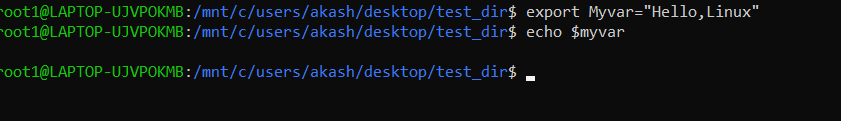 root1@LAPTOP-UJVPOKMB:/mnt/c/users/akash/desktop/test_dir$ export Myvar="Hello,Linux"
root1@LAPTOP-UJVPOKMB:/mnt/c/users/akash/desktop/test_dir$ echo $myvar
root1@LAPTOP-UJVPOKMB:/mnt/c/users/akash/desktop/test_dir$